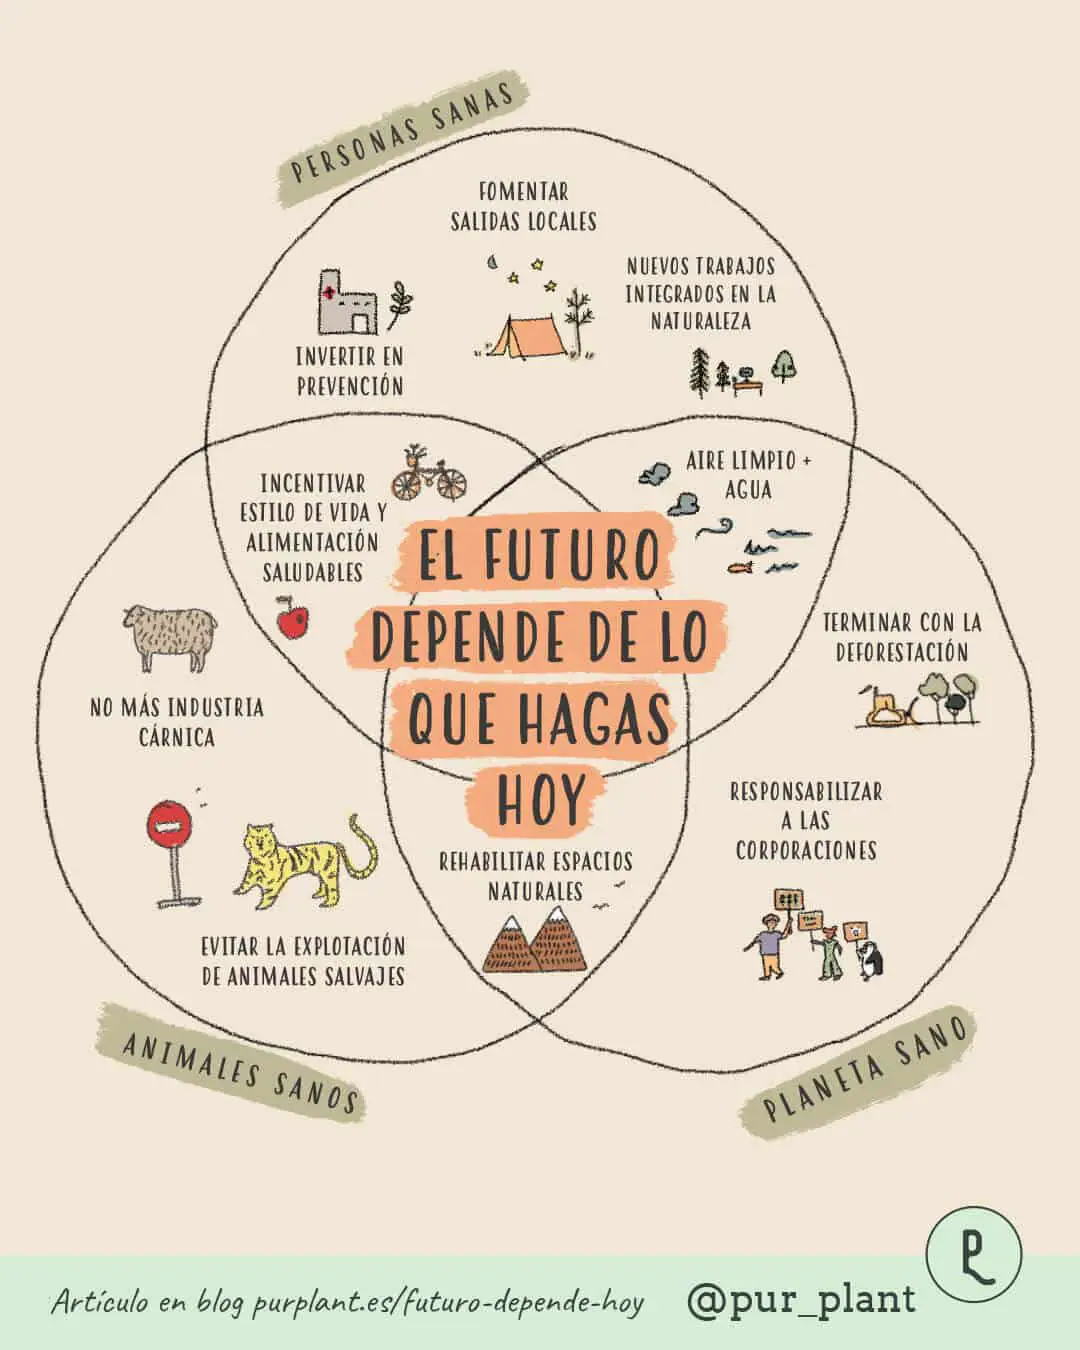 PERSONAS SANAS
FOMENTAR
SALIDAS LOCALES
NUEVOS TRABAJOS
INTEGRADOS EN LA
NATURALEZA
INVERTIR EN
PREVENCIÓN
AIRE LIMPIO +
AGUA
INCENTIVAR
ESTILO DE VIDA Y
ALIMENTACIÓN
SALUDABLES
EL FUTURO
DEPENDE DE LO
QUE HAGAS
HOY
TERMINAR CON LA
DEFORESTACIÓN
NO MÁS INDUSTRIA
CÁRNICA
RESPONSABILIZAR
A LAS
CORPORACIONES
REHABILITAR ESPACIOS
NATURALES
EVITAR LA EXPLOTACIÓN
DE ANIMALES SALVAJES
ANIMALES SANOS
PLANETA SANO
Artículo en blog purplant.es/futuro-depende-hoy
@pur_plant